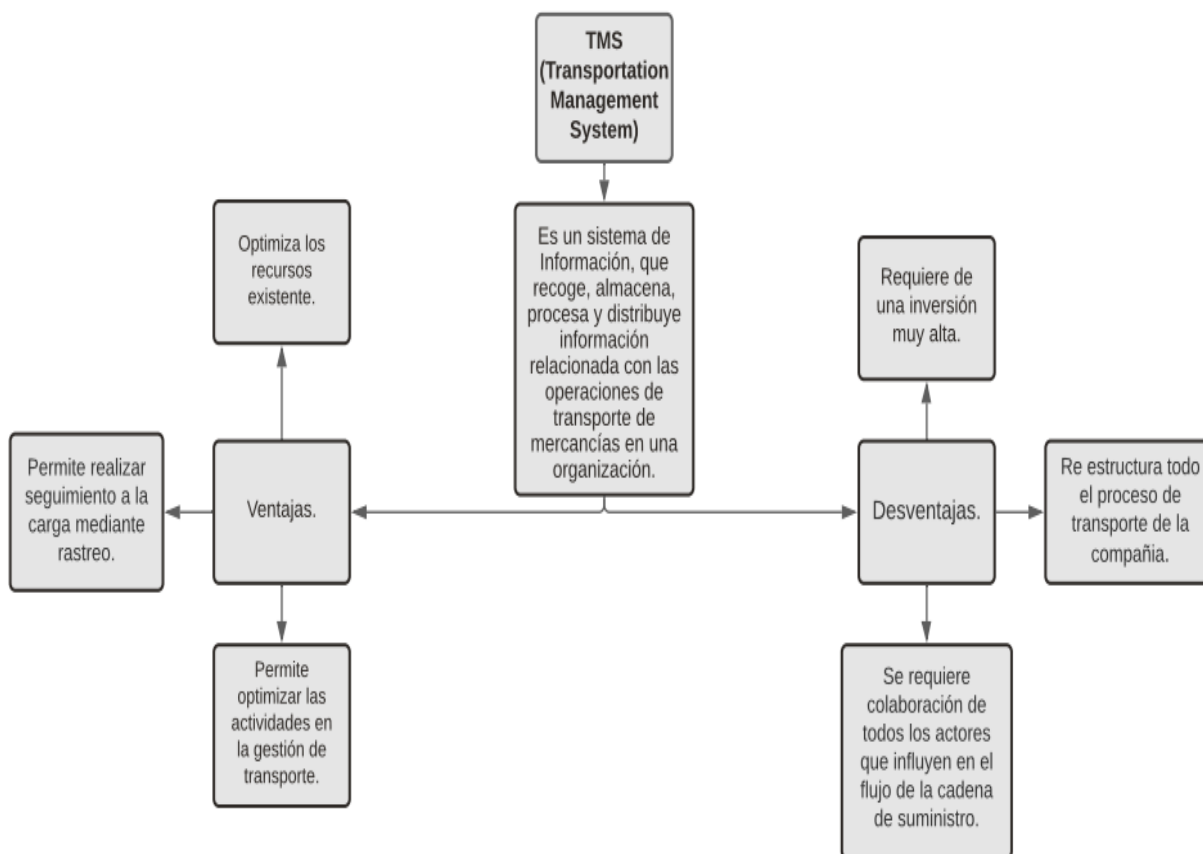 TMS
(Transportation
Management
System)
Es un sistema de
Información, que
recoge, almacena,
procesa y distribuye
información
relacionada con las
operaciones de
transporte de
mercancías en una
organización.
Ventajas.
Optimiza los
recursos
existente.
Permite realizar
seguimiento a la
carga mediante
rastreo.
Permite
optimizar las
actividades en
la gestión de
transporte.
Desventajas.
Requiere de
una inversión
muy alta.
Re estructura todo
el proceso de
transporte de la
compañia.
Se requiere
colaboración de
todos los actores
que influyen en el
flujo de la cadena
de suministro.